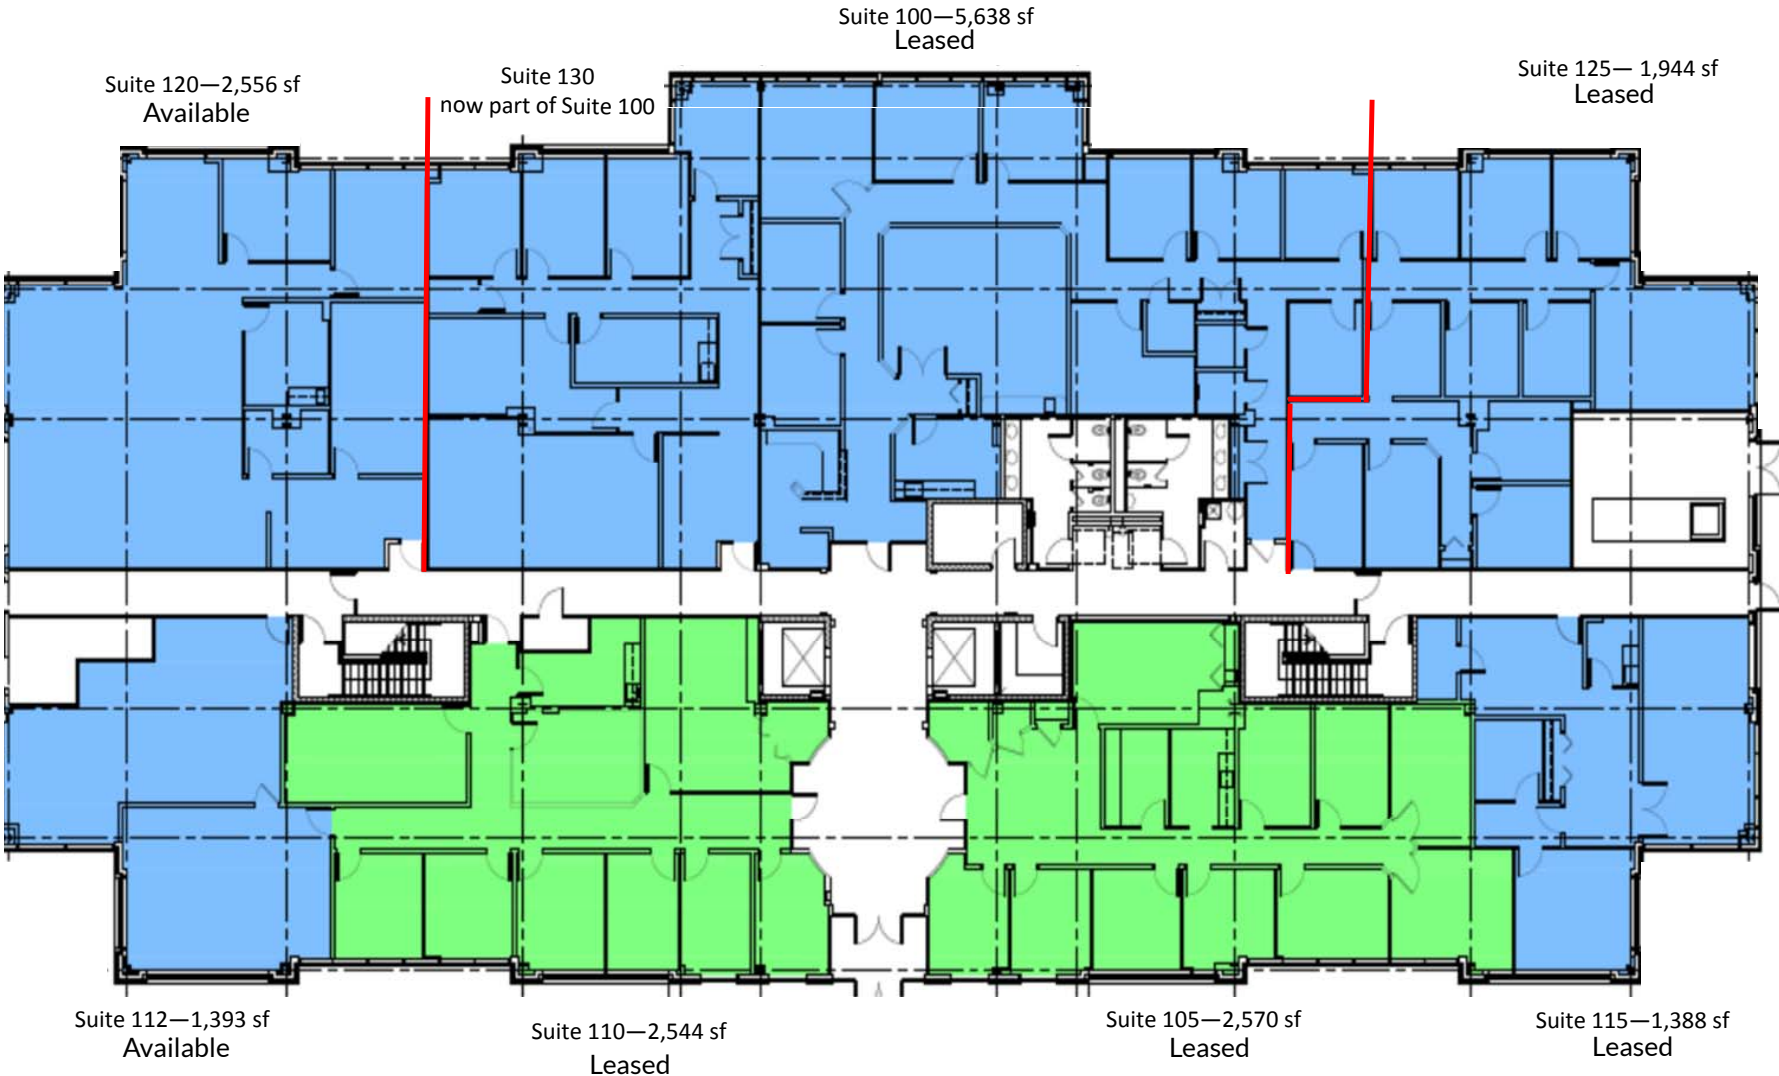 Suite 100—5,638 sf
Leased
Suite 120—2,556 sf
Available
Suite 130
now part of Suite 100
Suite 125— 1,944 sf
Leased
Suite 112—1,393 sf
Available
Suite 110—2,544 sf
Leased
Suite 105—2,570 sf
Leased
Suite 115—1,388 sf
Leased